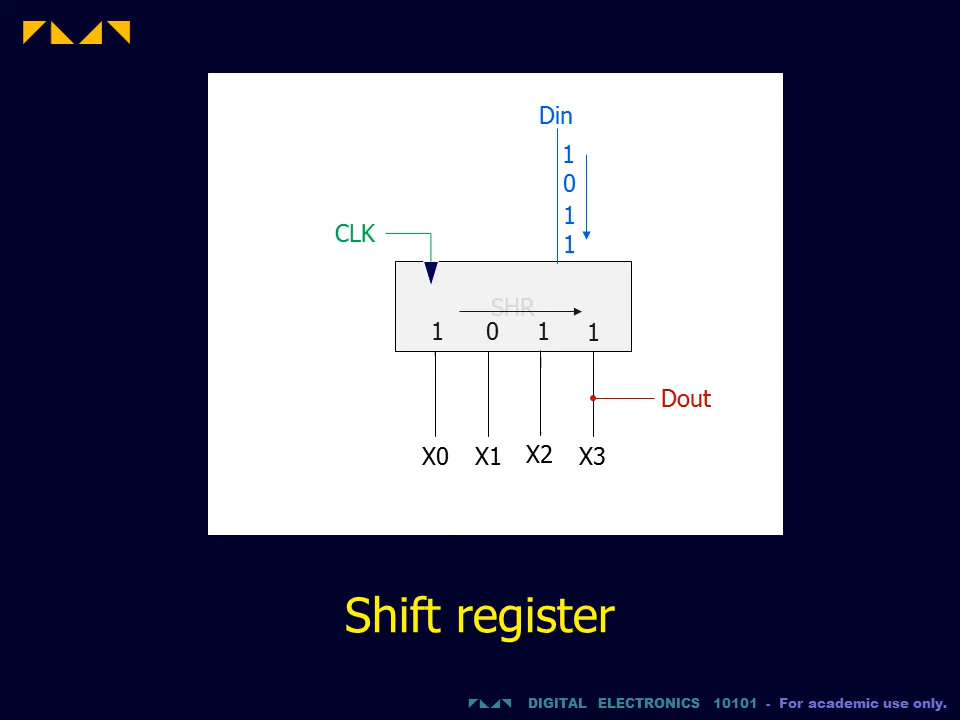 Din
1
0
1
1
CLK
SHR
1 0 1 1
Dout
X0 X1 X2 X3
Shift register
DIGITAL ELECTRONICS 10101 - For academic use only.